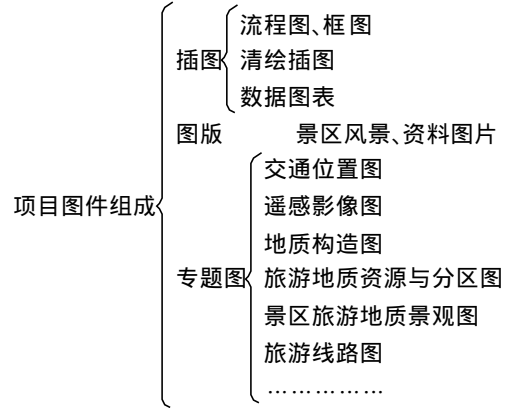 流程图、框图
插图 清绘插图
数据图表
图版 景区风景、资料图片
交通位置图
项目图件组成 遥感影像图
地质构造图
专题图 旅游地质资源与分区图
景区旅游地质景观图
旅游线路图
……………